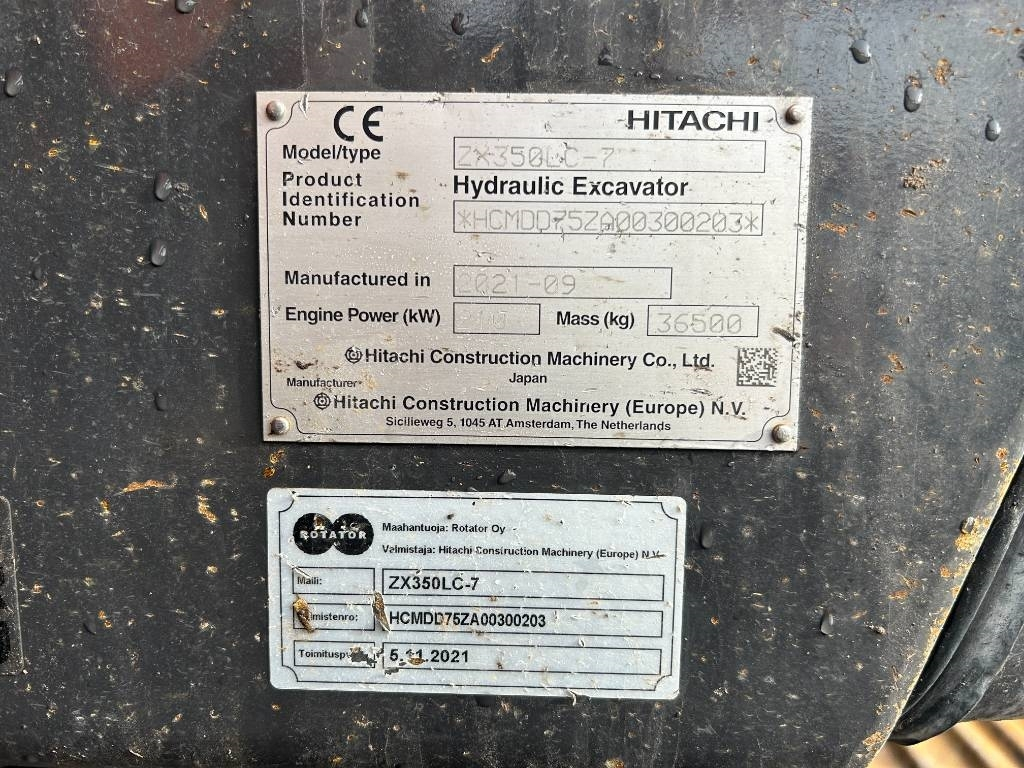 CE HITACHI
Model/type ZX350LC-7
Product Identification Number
Hydraulic Excavator
*HCMDD75ZA00300203*
Manufactured in 2021-09
Engine Power (kW) Mass (kg) 36500
Hitachi Construction Machinery Co., Ltd.
Japan
Manufacturer
Hitachi Construction Machinery (Europe) N.V.
Sicilieweg 5, 1045 AT Amsterdam, The Netherlands
ROTATOR
Maahantuoja: Rotator Oy
Valmistaja: Hitachi Construction Machinery (Europe) N.V.
Malli: ZX350LC-7
HCMDD75ZA00300203
5.11.2021